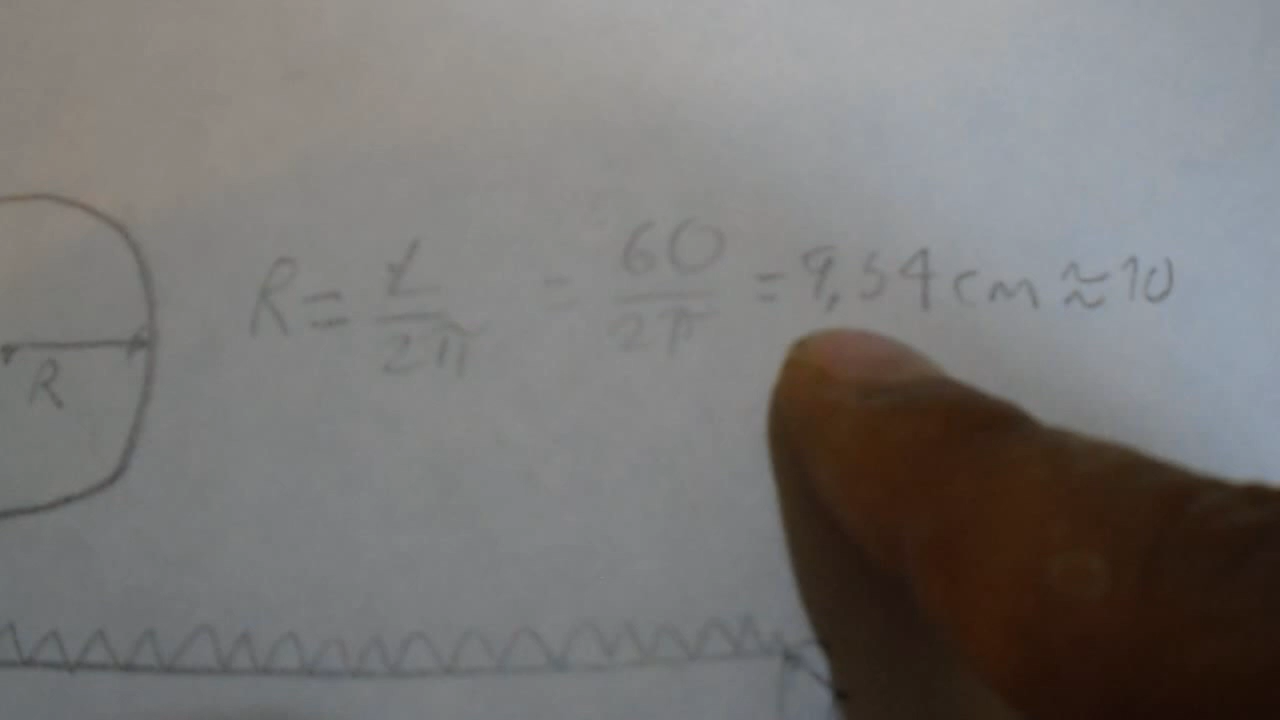 R = L/2π = 60/2π = 9,54 cm ≈ 10
R